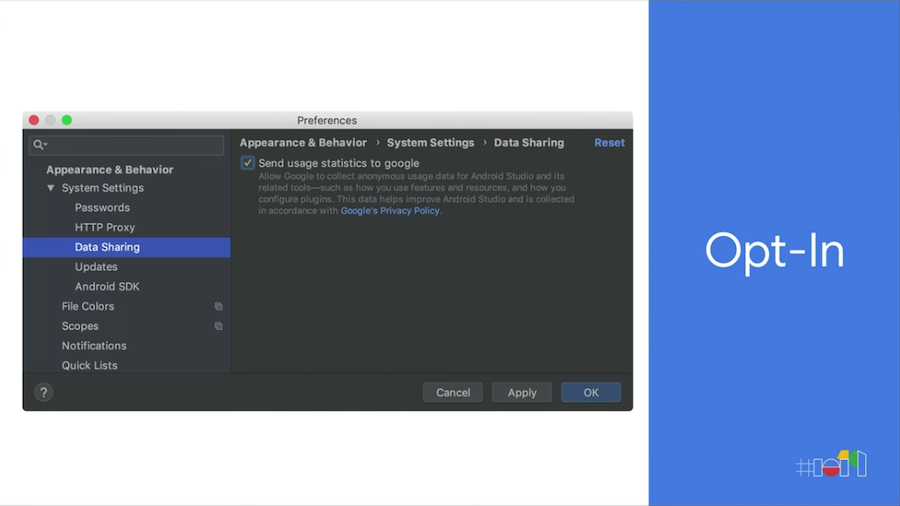 Preferences
Appearance & Behavior › System Settings › Data Sharing Reset
Appearance & Behavior
System Settings
Passwords
HTTP Proxy
Data Sharing
Updates
Android SDK
File Colors
Scopes
Notifications
Quick Lists
Send usage statistics to google
Allow Google to collect anonymous usage data for Android Studio and its
related tools—such as how you use features and resources, and how you
configure plugins. This data helps improve Android Studio and is collected
in accordance with Google's Privacy Policy.
?
Cancel Apply OK
Opt-In
#io19